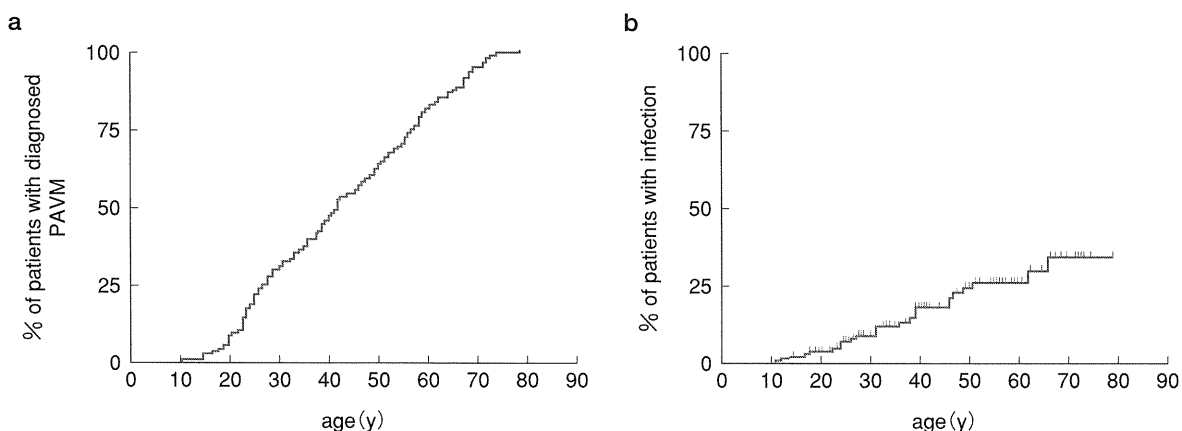 a
% of patients with diagnosed
PAVM
100
75
50
25
0
0 10 20 30 40 50 60 70 80 90
age(y)
b
% of patients with infection
100
75
50
25
0
0 10 20 30 40 50 60 70 80 90
age(y)